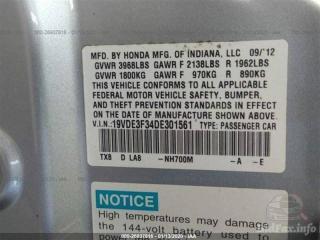 MFD. BY HONDA MFG. OF INDIANA, LLC 09/'12
GVWR 3968LBS GAWR F 2138LBS R 1962LBS
GVWR 1800KG GAWR F 970KG R 890KG
THIS VEHICLE CONFORMS TO ALL APPLICABLE
FEDERAL MOTOR VEHICLE SAFETY, BUMPER,
AND THEFT PREVENTION STANDARDS IN
EFFECT ON THE DATE OF MANUFACTURE
SHOWN ABOVE.
V.I.N.: 19VDE3F34DE301561 TYPE: PASSENGER CAR
TX8 D LA8 -NH700M -A -E
NOTICE
High temperatures may damage
the 144-volt battery used to
IAA